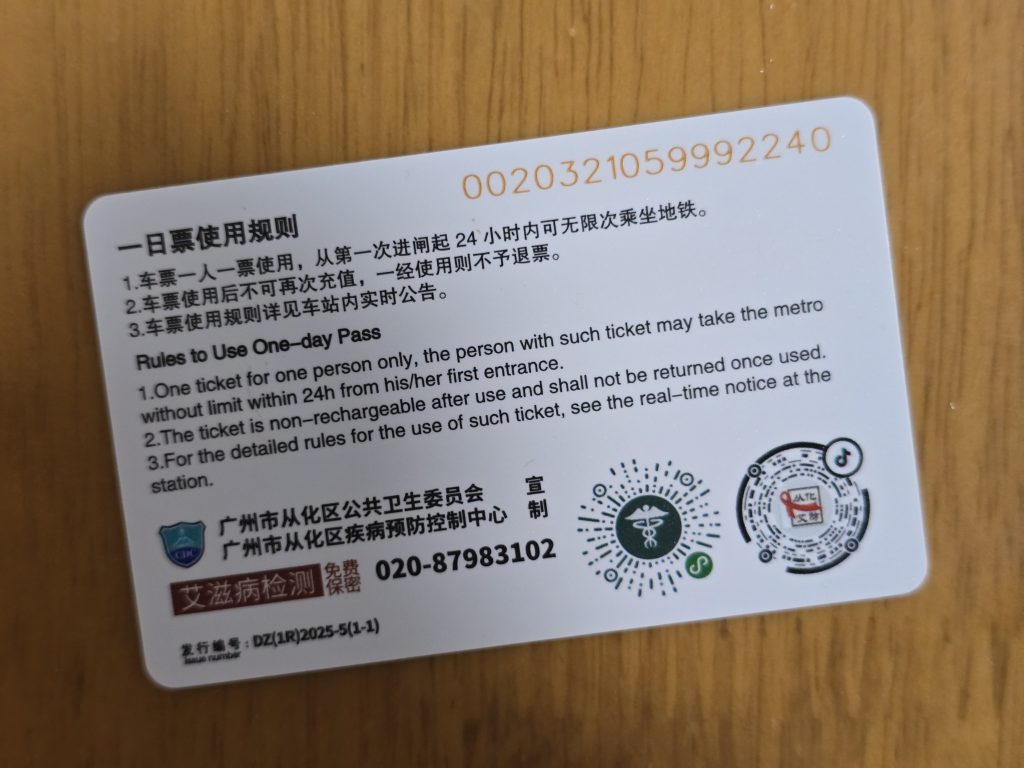 0020321059992240
一日票使用规则
1.车票一人一票使用，从第一次进闸起 24 小时内可无限次乘坐地铁。
2.车票使用后不可再次充值，一经使用则不予退票。
3.车票使用规则详见车站内实时公告。
Rules to Use One–day Pass
1.One ticket for one person only, the person with such ticket may take the metro
without limit within 24h from his/her first entrance.
2.The ticket is non–rechargeable after use and shall not be returned once used.
3.For the detailed rules for the use of such ticket, see the real–time notice at the
station.
广州市从化区公共卫生委员会 宣
广州市从化区疾病预防控制中心 制
CDC
艾滋病检测 免费
保密
020-87983102
从化
艾防
发行编号：DZ(1R)2025-5(1-1)
Issue number